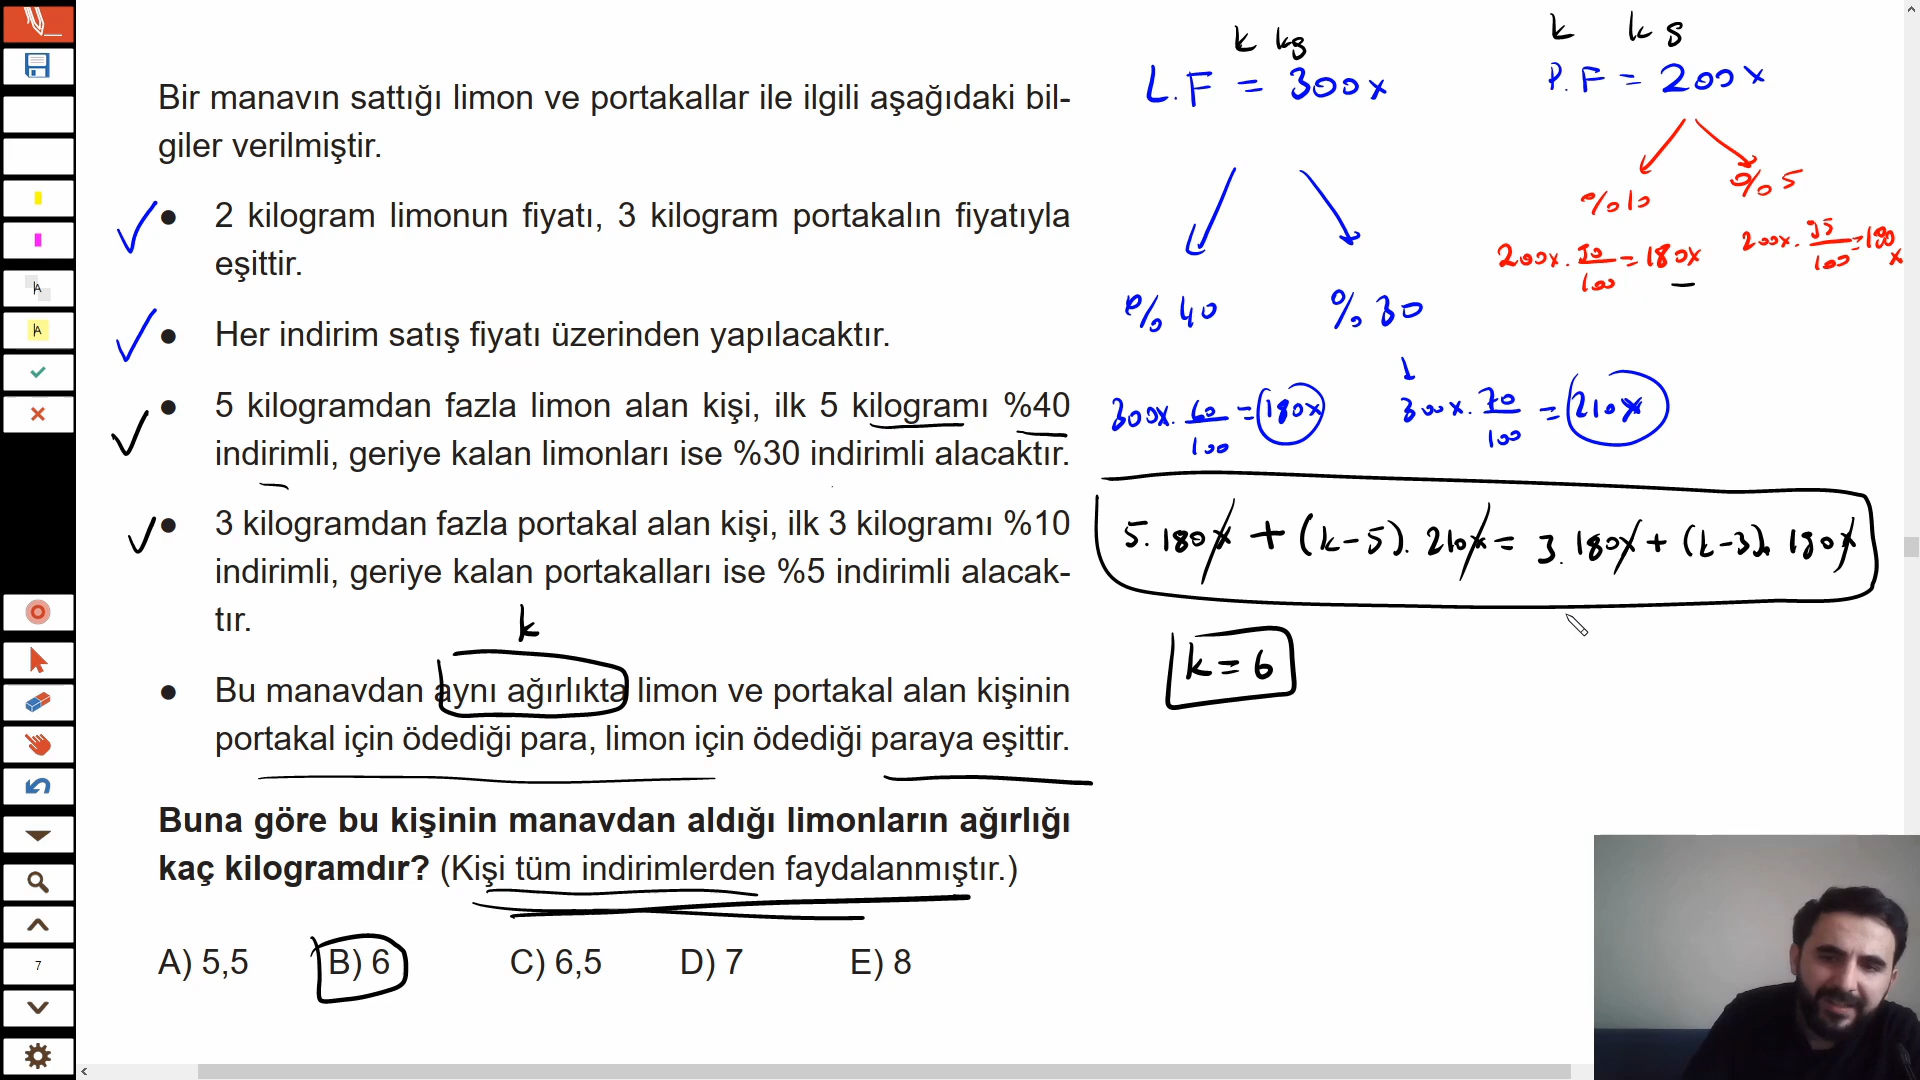 Bir manavın sattığı limon ve portakallar ile ilgili aşağıdaki bil-
giler verilmiştir.
● 2 kilogram limonun fiyatı, 3 kilogram portakalın fiyatıyla
eşittir.
● Her indirim satış fiyatı üzerinden yapılacaktır.
● 5 kilogramdan fazla limon alan kişi, ilk 5 kilogramı %40
indirimli, geriye kalan limonları ise %30 indirimli alacaktır.
● 3 kilogramdan fazla portakal alan kişi, ilk 3 kilogramı %10
indirimli, geriye kalan portakalları ise %5 indirimli alacak-
tır.
k
● Bu manavdan aynı ağırlıkta limon ve portakal alan kişinin
portakal için ödediği para, limon için ödediği paraya eşittir.
Buna göre bu kişinin manavdan aldığı limonların ağırlığı
kaç kilogramdır? (Kişi tüm indirimlerden faydalanmıştır.)
A) 5,5 B) 6 C) 6,5 D) 7 E) 8
k kg
L.F = 300x
%40 %30
300x. 60/100 = 180x
300x. 70/100 = 210x
k kg
P.F = 200x
%10 %5
200x. 90/100 = 180x
200x. 95/100 = 190x
5.180x + (k-5). 210x = 3.180x + (k-3). 190x
k = 6
7